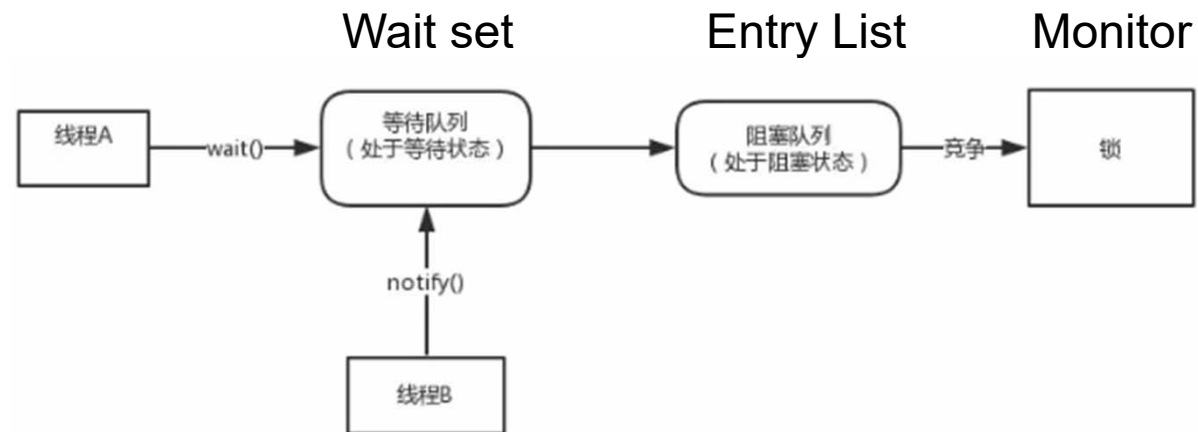 Wait set
Entry List
Monitor
线程A
wait()
等待队列
（处于等待状态）
阻塞队列
（处于阻塞状态）
竞争
锁
notify()
线程B